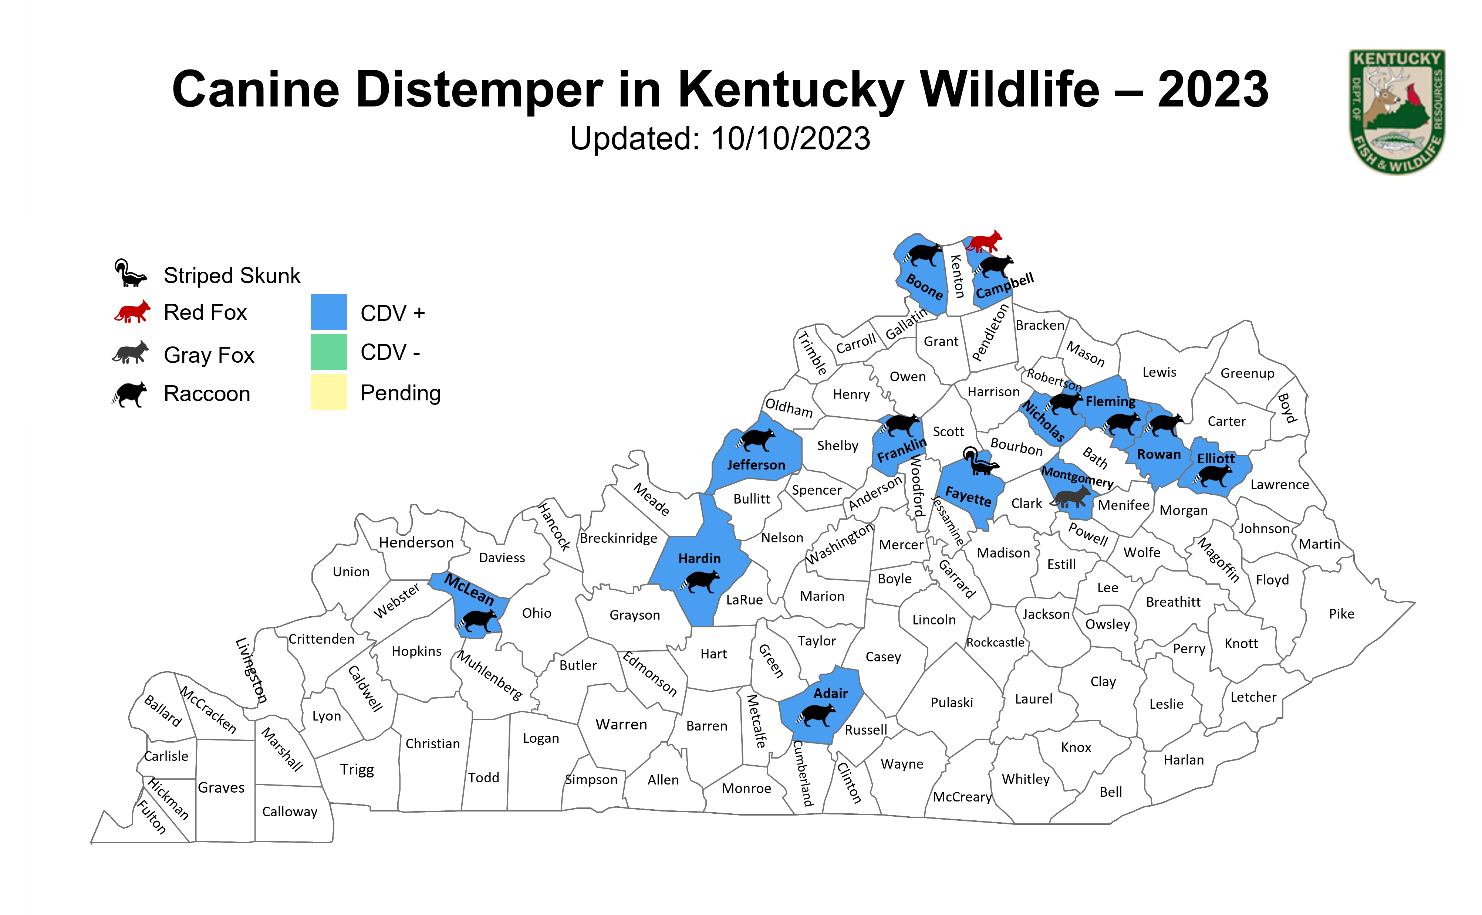 Canine Distemper in Kentucky Wildlife – 2023
Updated: 10/10/2023
KENTUCKY
DEPT. OF
FISH & WILDLIFE
RESOURCES
Striped Skunk
Red Fox
Gray Fox
Raccoon
CDV +
CDV -
Pending
Boone
Kenton
Campbell
Gallatin
Carroll
Trimble
Grant
Pendleton
Bracken
Mason
Lewis
Greenup
Boyd
Carter
Robertson
Fleming
Nicholas
Harrison
Owen
Henry
Oldham
Shelby
Franklin
Scott
Bourbon
Bath
Rowan
Elliott
Lawrence
Jefferson
Bullitt
Spencer
Anderson
Woodford
Fayette
Jessamine
Clark
Montgomery
Menifee
Morgan
Johnson
Martin
Magoffin
Floyd
Pike
Powell
Wolfe
Estill
Lee
Breathitt
Madison
Garrard
Mercer
Boyle
Washington
Nelson
Marion
LaRue
Hardin
Meade
Breckinridge
Hancock
Daviess
Henderson
Union
Webster
McLean
Ohio
Grayson
Hart
Green
Taylor
Casey
Lincoln
Rockcastle
Jackson
Owsley
Perry
Knott
Letcher
Leslie
Clay
Laurel
Pulaski
Adair
Russell
Metcalfe
Barren
Edmonson
Butler
Muhlenberg
Hopkins
Crittenden
Livingston
Caldwell
Lyon
McCracken
Ballard
Carlisle
Hickman
Fulton
Graves
Marshall
Calloway
Trigg
Christian
Todd
Logan
Warren
Simpson
Allen
Monroe
Cumberland
Clinton
Wayne
McCreary
Whitley
Knox
Bell
Harlan